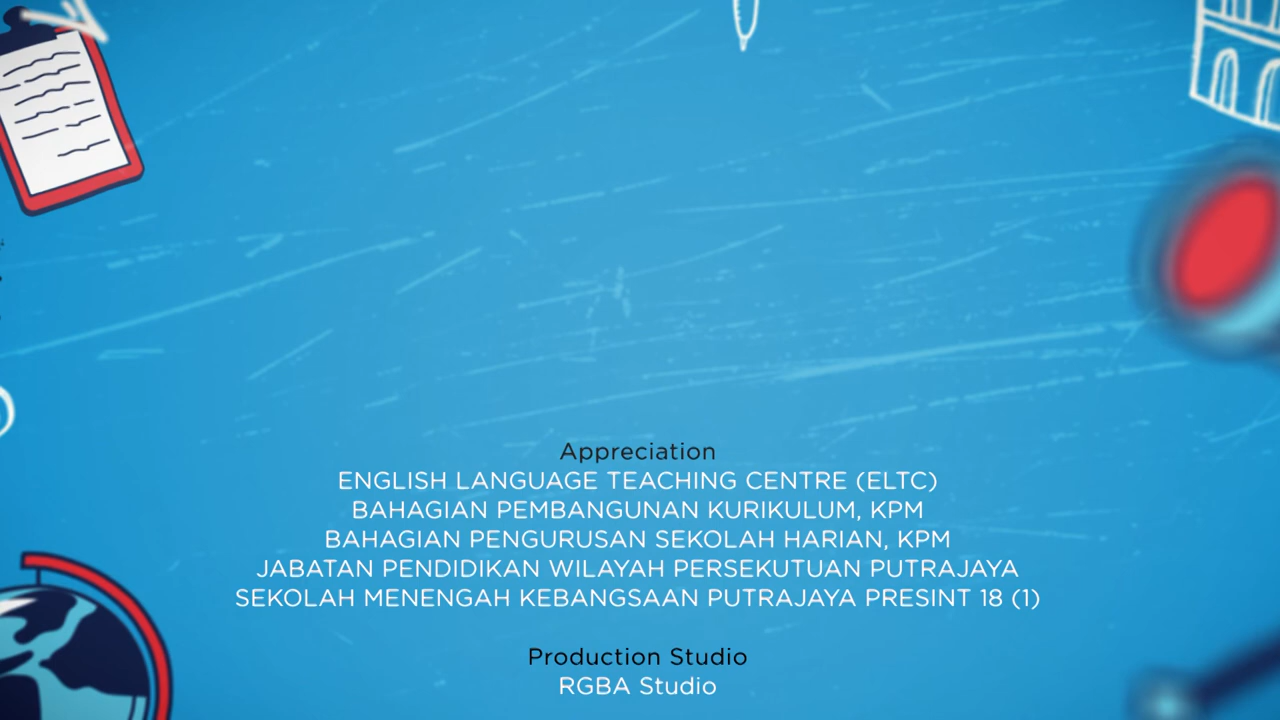 Appreciation
ENGLISH LANGUAGE TEACHING CENTRE (ELTC)
BAHAGIAN PEMBANGUNAN KURIKULUM, KPM
BAHAGIAN PENGURUSAN SEKOLAH HARIAN, KPM
JABATAN PENDIDIKAN WILAYAH PERSEKUTUAN PUTRAJAYA
SEKOLAH MENENGAH KEBANGSAAN PUTRAJAYA PRESINT 18 (1)
Production Studio
RGBA Studio